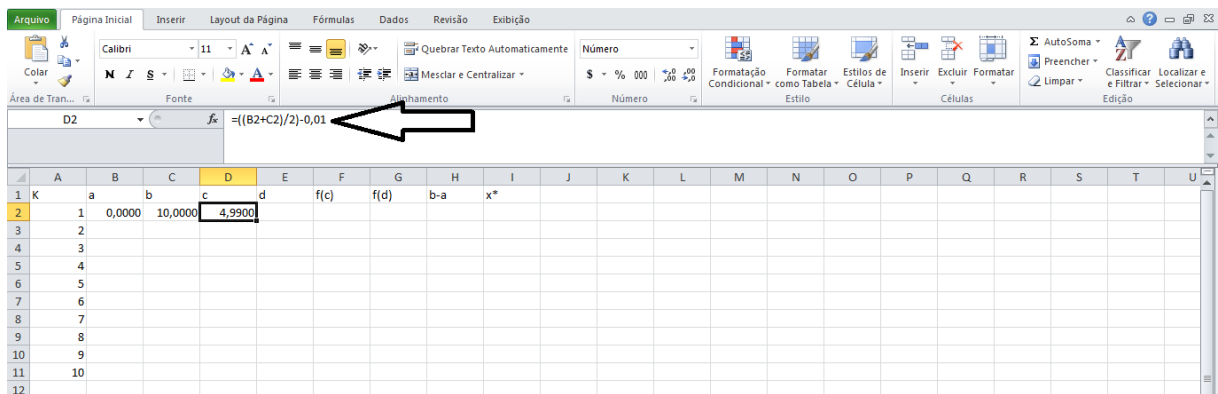 Arquivo Página Inicial Inserir Layout da Página Fórmulas Dados Revisão Exibição
Colar
Área de Tran...
Calibri 11 A A
N I S A
Fonte
Quebrar Texto Automaticamente
Mesclar e Centralizar
Alinhamento
Número
$ % 000 ,0 ,00 ,00 ,0
Número
Formatação Condicional
Formatar como Tabela
Estilos de Célula
Estilo
Inserir Excluir Formatar
Células
Σ AutoSoma
Preencher
Limpar
Classificar e Filtrar
Localizar e Selecionar
Edição
D2 fx =((B2+C2)/2)-0,01
A B C D E F G H I J K L M N O P Q R S T U
1 K a b c d f(c) f(d) b-a x*
2 1 0,0000 10,0000 4,9900
3 2
4 3
5 4
6 5
7 6
8 7
9 8
10 9
11 10
12